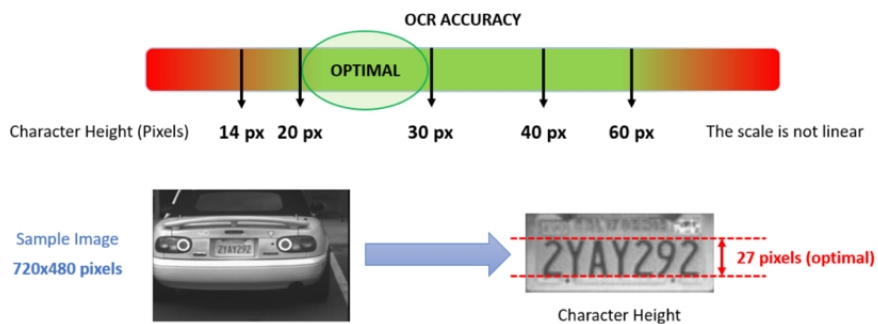 OCR ACCURACY
OPTIMAL
Character Height (Pixels) 14 px 20 px 30 px 40 px 60 px The scale is not linear
Sample Image
720x480 pixels
2YAY292
2YAY292
27 pixels (optimal)
Character Height